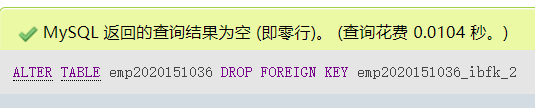 MySQL 返回的查询结果为空 (即零行)。 (查询花费 0.0104 秒。)
ALTER TABLE emp2020151036 DROP FOREIGN KEY emp2020151036_ibfk_2